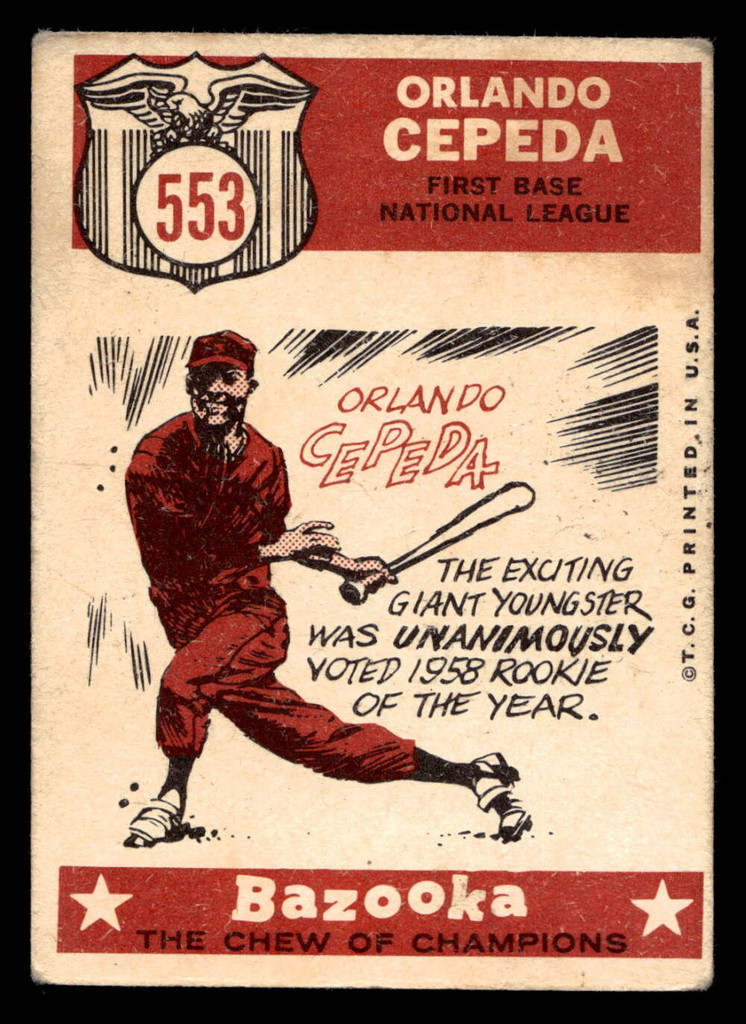 553
ORLANDO
CEPEDA
FIRST BASE
NATIONAL LEAGUE
ORLANDO
CEPEDA
THE EXCITING
GIANT YOUNGSTER
WAS UNANIMOUSLY
VOTED 1958 ROOKIE
OF THE YEAR.
©T.C.G. PRINTED IN U.S.A.
Bazooka
THE CHEW OF CHAMPIONS